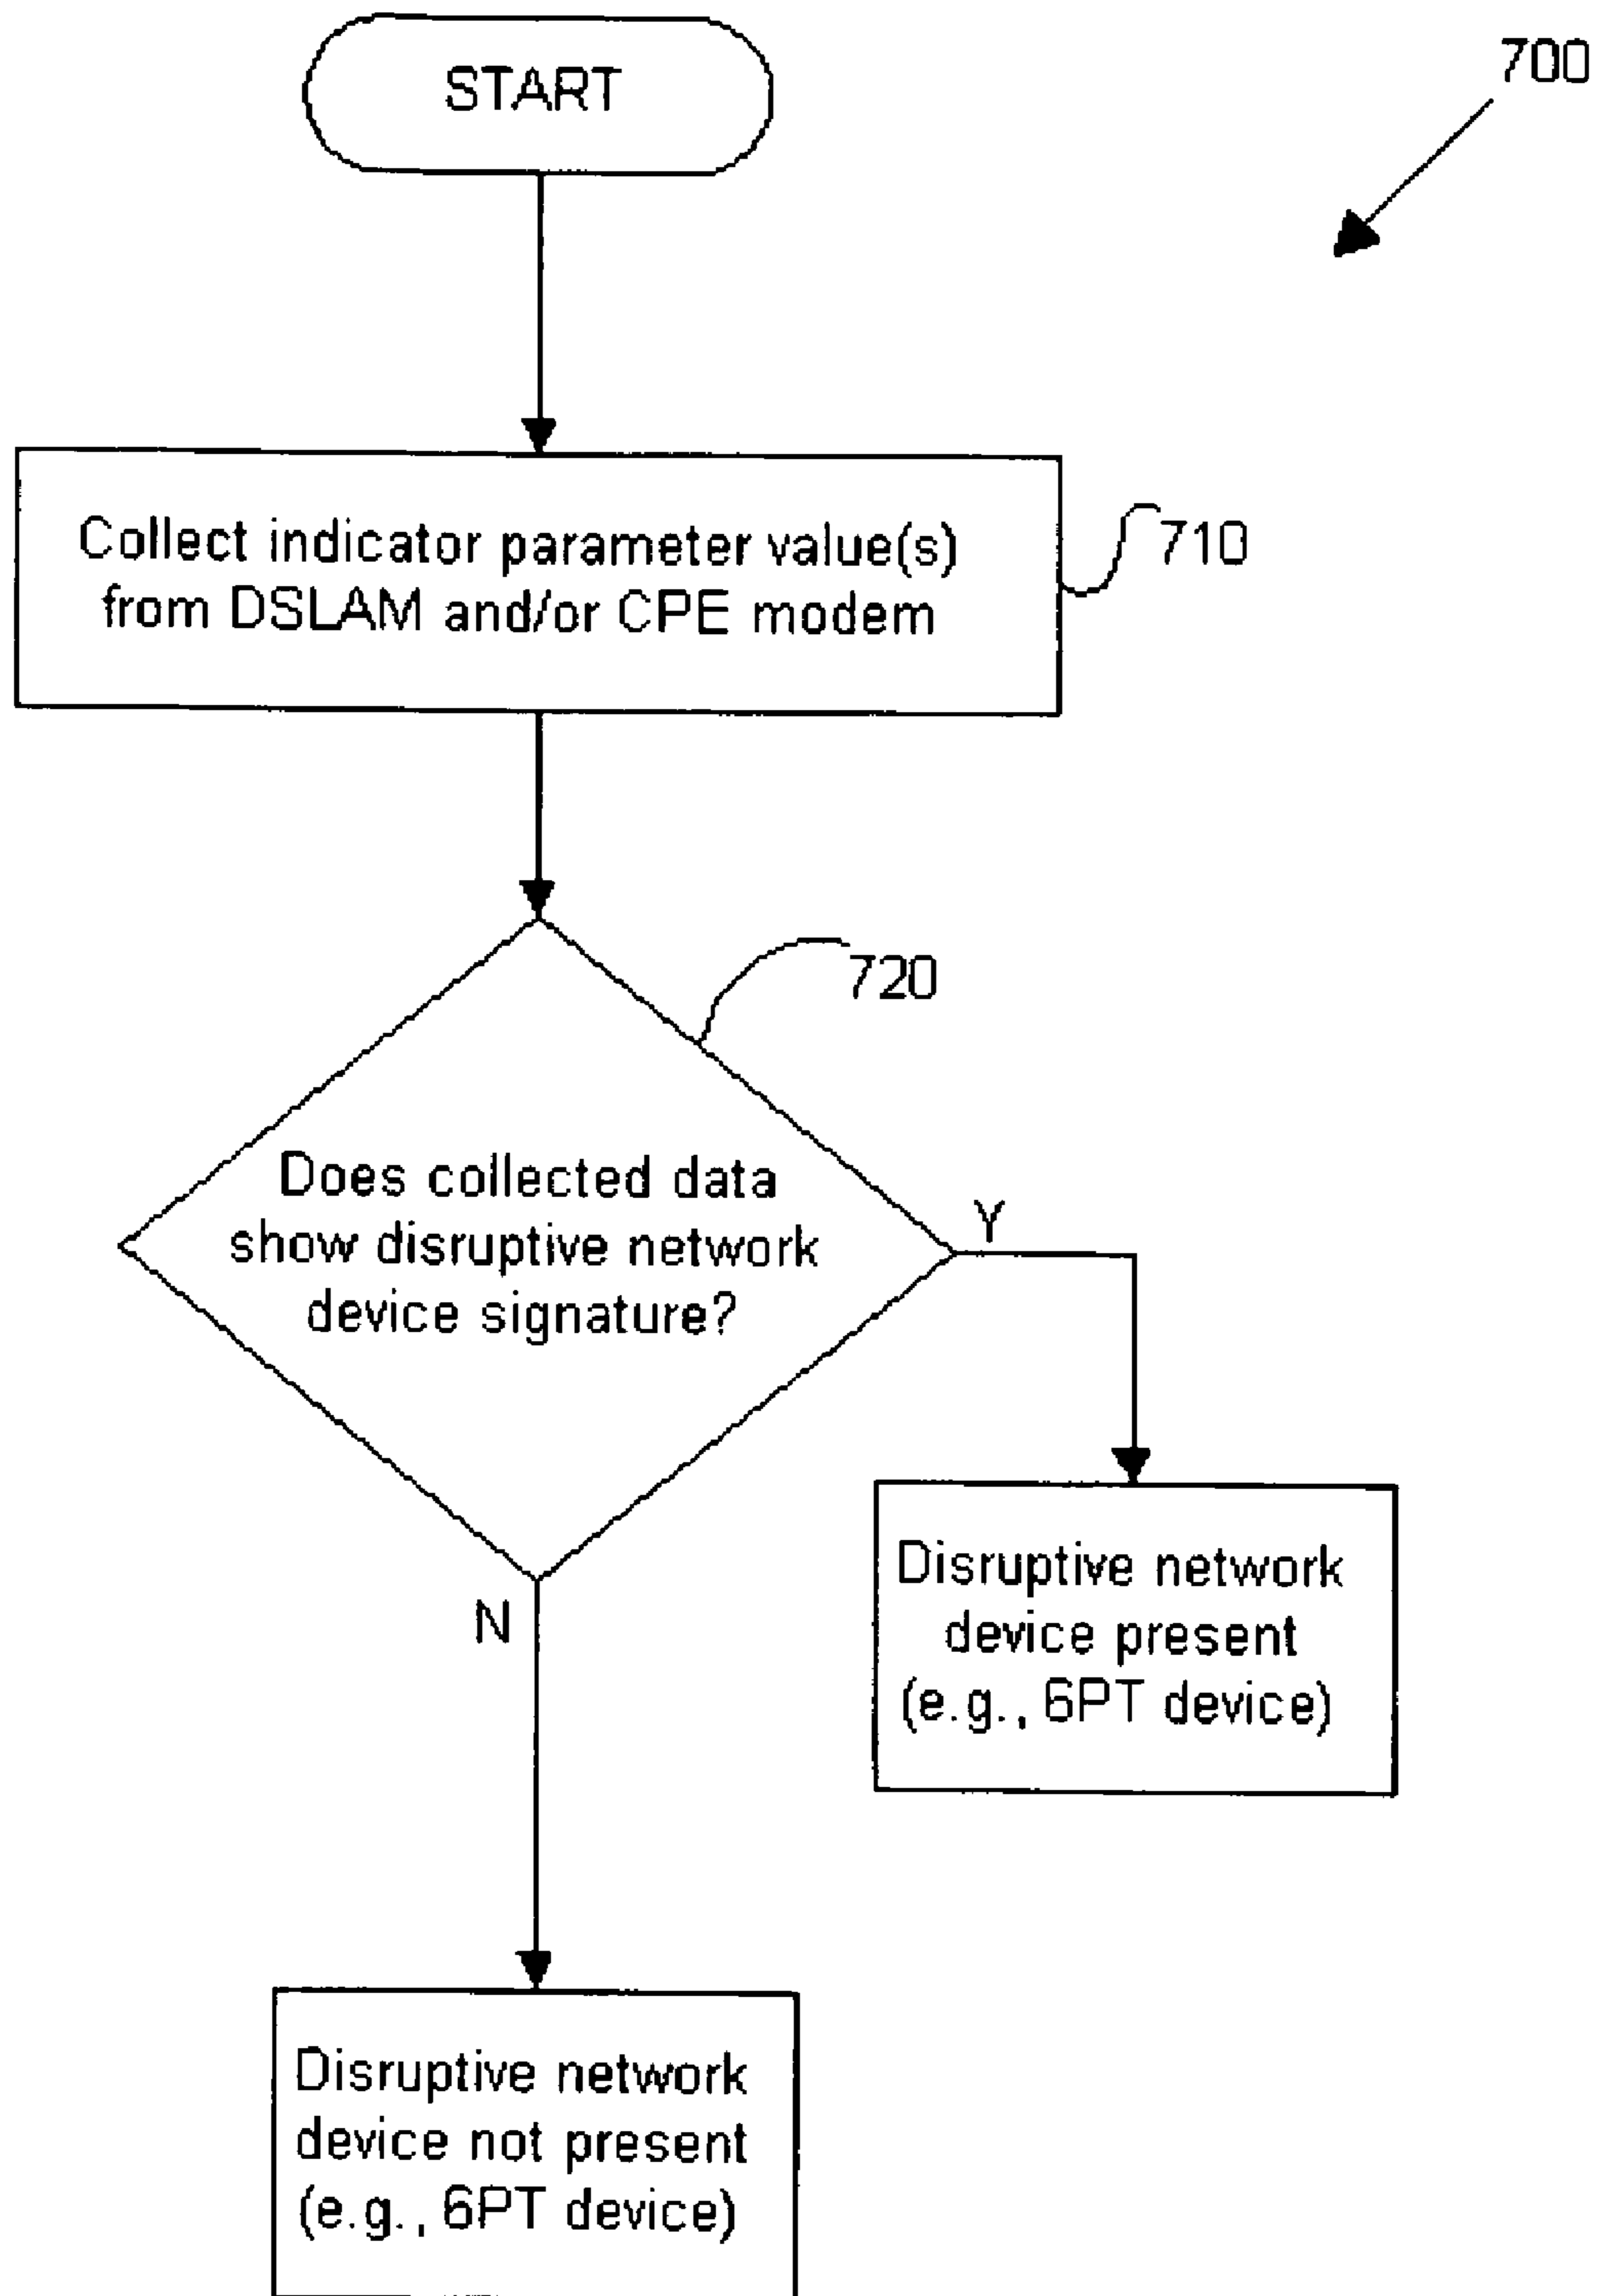 START
700
Collect indicator parameter value(s)
from DSLAM and/or CPE modem
710
720
Does collected data
show disruptive network
device signature?
Y
N
Disruptive network
device present
(e.g., 6PT device)
Disruptive network
device not present
(e.g., 6PT device)